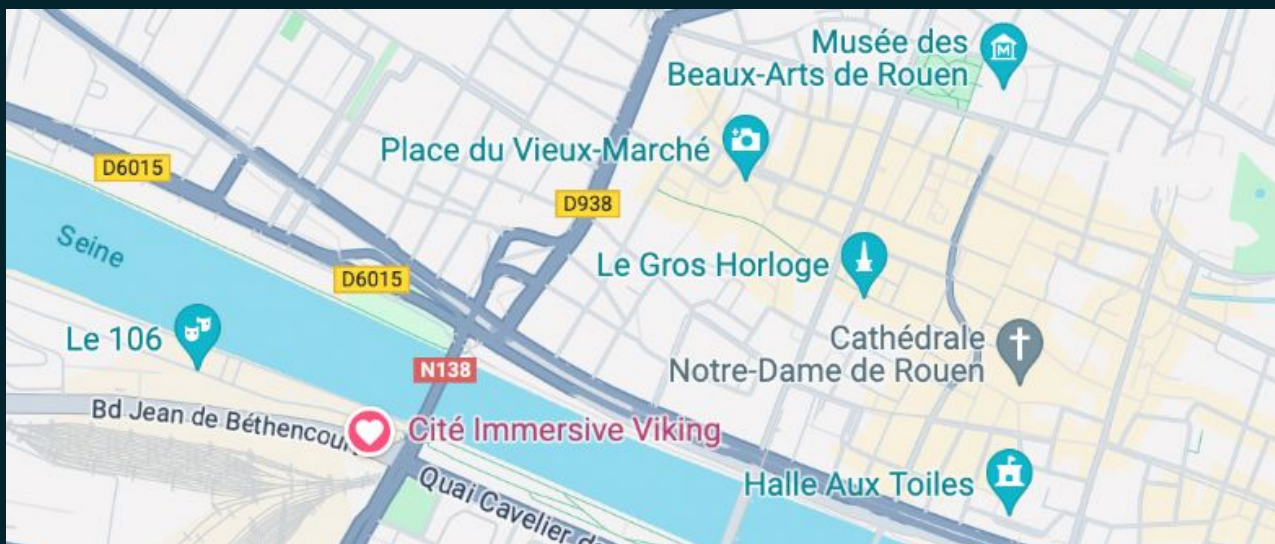 Musée des
Beaux-Arts de Rouen
M
Place du Vieux-Marché
D6015
D938
Seine
Le Gros Horloge
D6015
Le 106
Cathédrale
Notre-Dame de Rouen
N138
Bd Jean de Béthencou
Cité Immersive Viking
Quai Cavelier d
Halle Aux Toiles